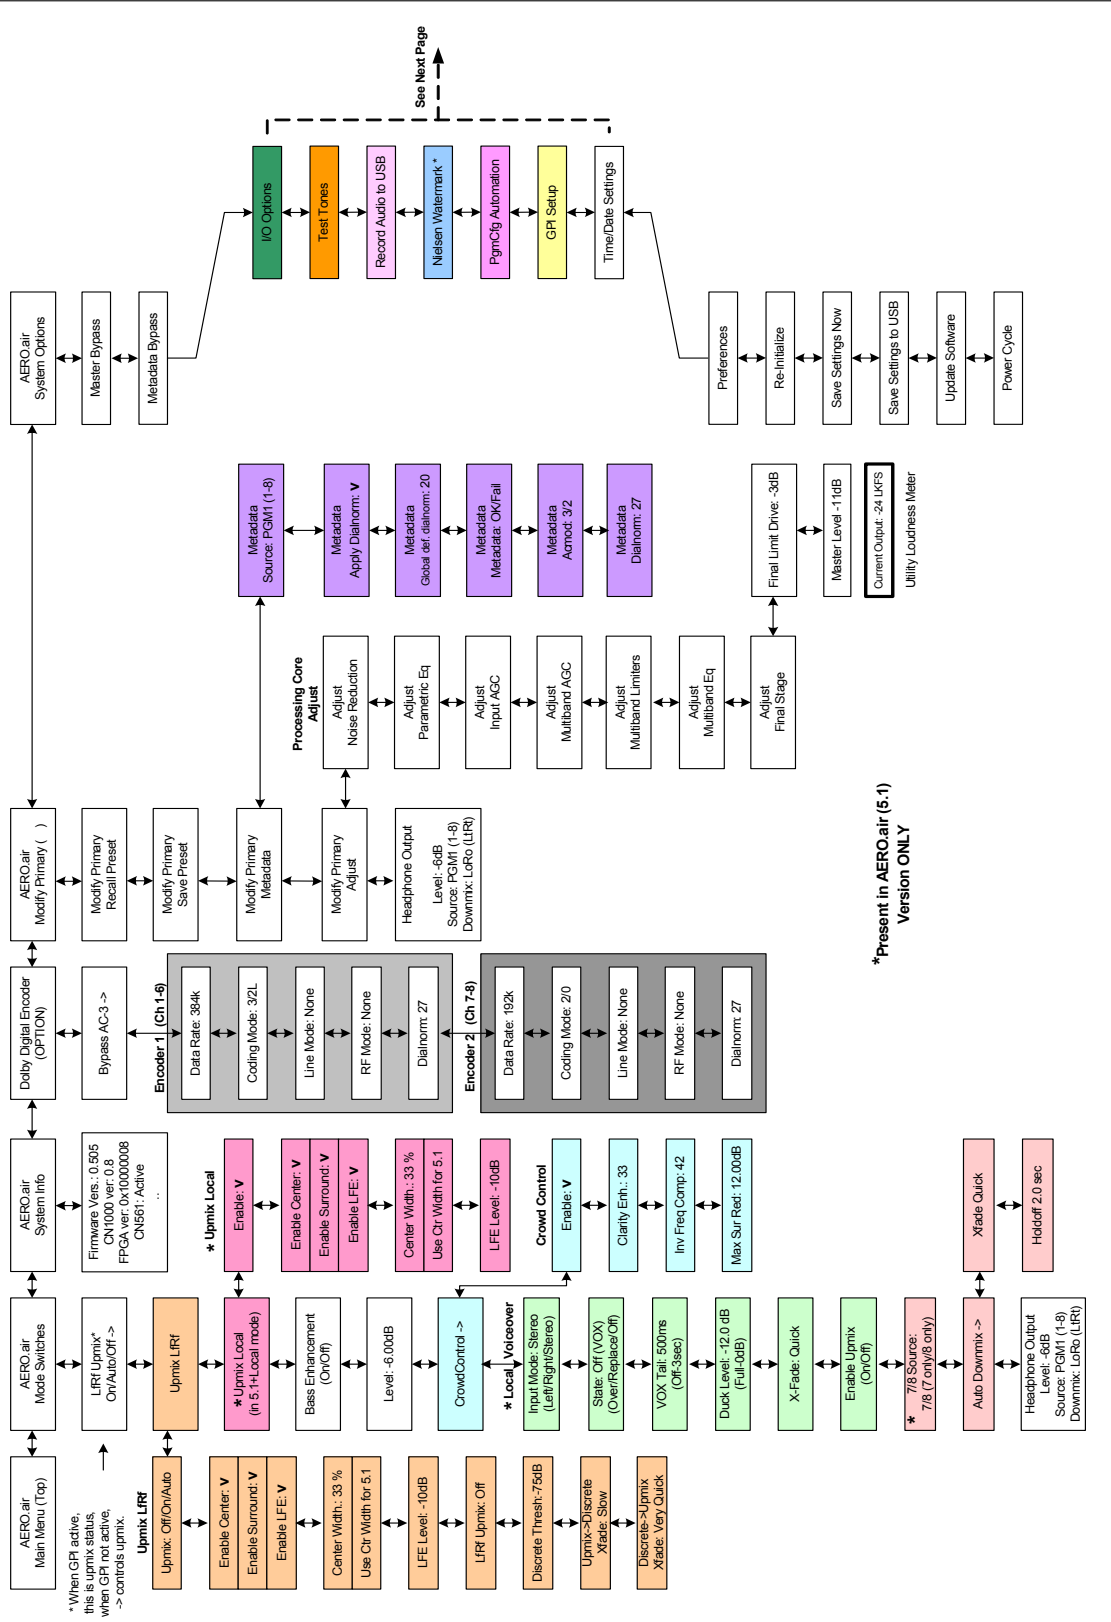 AERO.air
Main Menu (Top)
* When GPI active,
this is upmix status,
when GPI not active,
-> controls upmix.
Upmix LfRf
Upmix: Off/On/Auto
Enable Center: v
Enable Surround: v
Enable LFE: v
Center Width.: 33 %
Use Ctr Width for 5.1
LFE Level: -10dB
LfRf Upmix: Off
Discrete Thresh:-75dB
Upmix->Discrete
Xfade: Slow
Discrete->Upmix
Xfade: Very Quick
AERO.air
Mode Switches
LfRf Upmix*
On/Auto/Off ->
Upmix LfRf
* Upmix Local
(in 5.1+Local mode)
Bass Enhancement
(On/Off)
Level: -6.00dB
CrowdControl ->
* Local Voiceover
Input Mode: Stereo
(Left/Right/Stereo)
State: Off (VOX)
(Over/Replace/Off)
VOX Tail: 500ms
(Off-3sec)
Duck Level: -12.0 dB
(Full-0dB)
X-Fade: Quick
Enable Upmix
(On/Off)
* 7/8 Source:
7/8 (7 only/8 only)
Auto Downmix ->
Headphone Output
Level: -6dB
Source: PGM1 (1-8)
Downmix: LoRo (LtRt)
AERO.air
System Info
Firmware Vers.: 0.505
CN1000 ver: 0.8
FPGA ver: 0x10000008
CN561: Active
..
* Upmix Local
Enable: v
Enable Center: v
Enable Surround: v
Enable LFE: v
Center Width.: 33 %
Use Ctr Width for 5.1
LFE Level: -10dB
Crowd Control
Enable: v
Clarity Enh.: 33
Inv Freq Comp: 42
Max Sur Red: 12.00dB
Xfade Quick
Holdoff 2.0 sec
Dolby Digital Encoder
(OPTION)
Bypass AC-3 ->
Encoder 1 (Ch 1-6)
Data Rate: 384k
Coding Mode: 3/2L
Line Mode: None
RF Mode: None
Dialnorm: 27
Encoder 2 (Ch 7-8)
Data Rate: 192k
Coding Mode: 2/0
Line Mode: None
RF Mode: None
Dialnorm: 27
AERO.air
Modify Primary ( )
Modify Primary
Recall Preset
Modify Primary
Save Preset
Modify Primary
Metadata
Modify Primary
Adjust
Headphone Output
Level: -6dB
Source: PGM1 (1-8)
Downmix: LoRo (LtRt)
*Present in AERO.air (5.1)
Version ONLY
Processing Core
Adjust
Adjust
Noise Reduction
Adjust
Parametric Eq
Adjust
Input AGC
Adjust
Multiband AGC
Adjust
Multiband Limiters
Adjust
Multiband Eq
Adjust
Final Stage
Metadata
Source: PGM1 (1-8)
Metadata
Apply Dialnorm: v
Metadata
Global def. dialnorm: 20
Metadata
Metadata: OK/Fail
Metadata
Acmod: 3/2
Metadata
Dialnorm: 27
Final Limit Drive: -3dB
Master Level -11dB
Current Output: -24 LKFS
Utility Loudness Meter
AERO.air
System Options
Master Bypass
Metadata Bypass
I/O Options
Test Tones
Record Audio to USB
Nielsen Watermark *
PgmCfg Automation
GPI Setup
Time/Date Settings
See Next Page
Preferences
Re-Initialize
Save Settings Now
Save Settings to USB
Update Software
Power Cycle